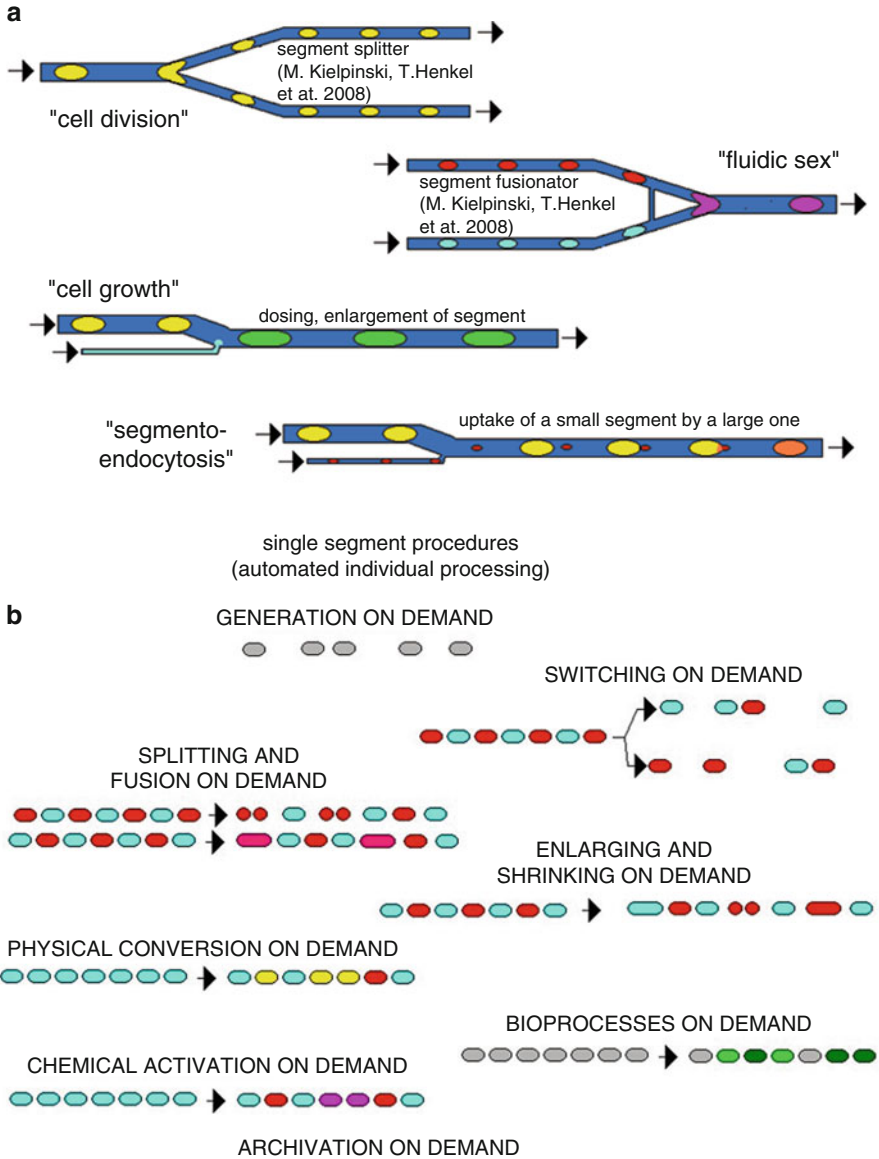 a
segment splitter
(M. Kielpinski, T.Henkel
et at. 2008)
"cell division"
"fluidic sex"
segment fusionator
(M. Kielpinski, T.Henkel
et at. 2008)
"cell growth"
dosing, enlargement of segment
"segmento-
endocytosis"
uptake of a small segment by a large one
single segment procedures
(automated individual processing)
b
GENERATION ON DEMAND
SWITCHING ON DEMAND
SPLITTING AND
FUSION ON DEMAND
ENLARGING AND
SHRINKING ON DEMAND
PHYSICAL CONVERSION ON DEMAND
BIOPROCESSES ON DEMAND
CHEMICAL ACTIVATION ON DEMAND
ARCHIVATION ON DEMAND